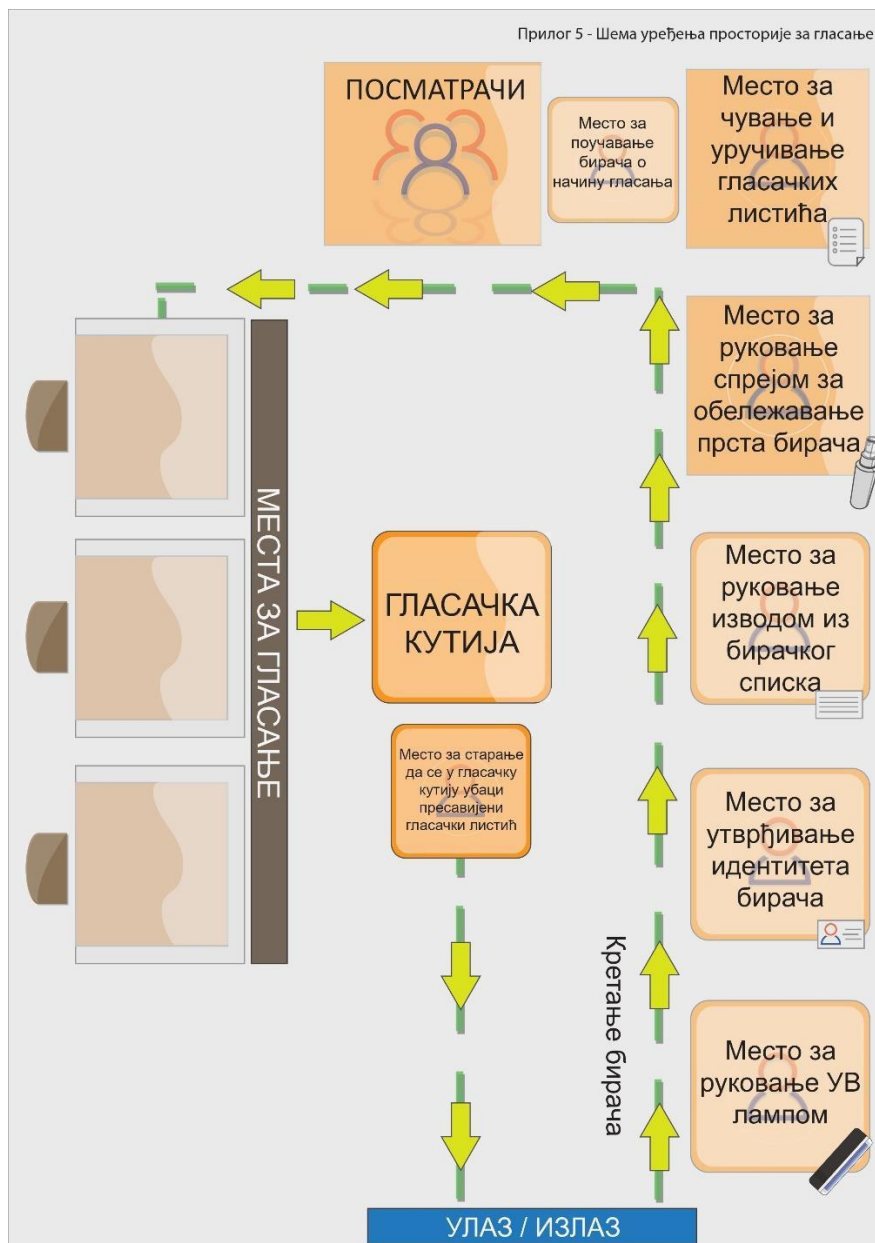 Прилог 5 - Шема уређења просторије за гласање
ПОСМАТРАЧИ
Место за
поучавање
бирача о
начину гласања
Место за
чување и
уручивање
гласачких
листића
Место за
руковање
спрејом за
обележавање
прста бирача
МЕСТА ЗА ГЛАСАЊЕ
ГЛАСАЧКА
КУТИЈА
Место за
руковање
изводом из
бирачког
списка
Место за старање
да се у гласачку
кутију убаци
пресавијени
гласачки листић
Место за
утврђивање
идентитета
бирача
Кретање бирача
Место за
руковање УВ
лампом
УЛАЗ / ИЗЛАЗ